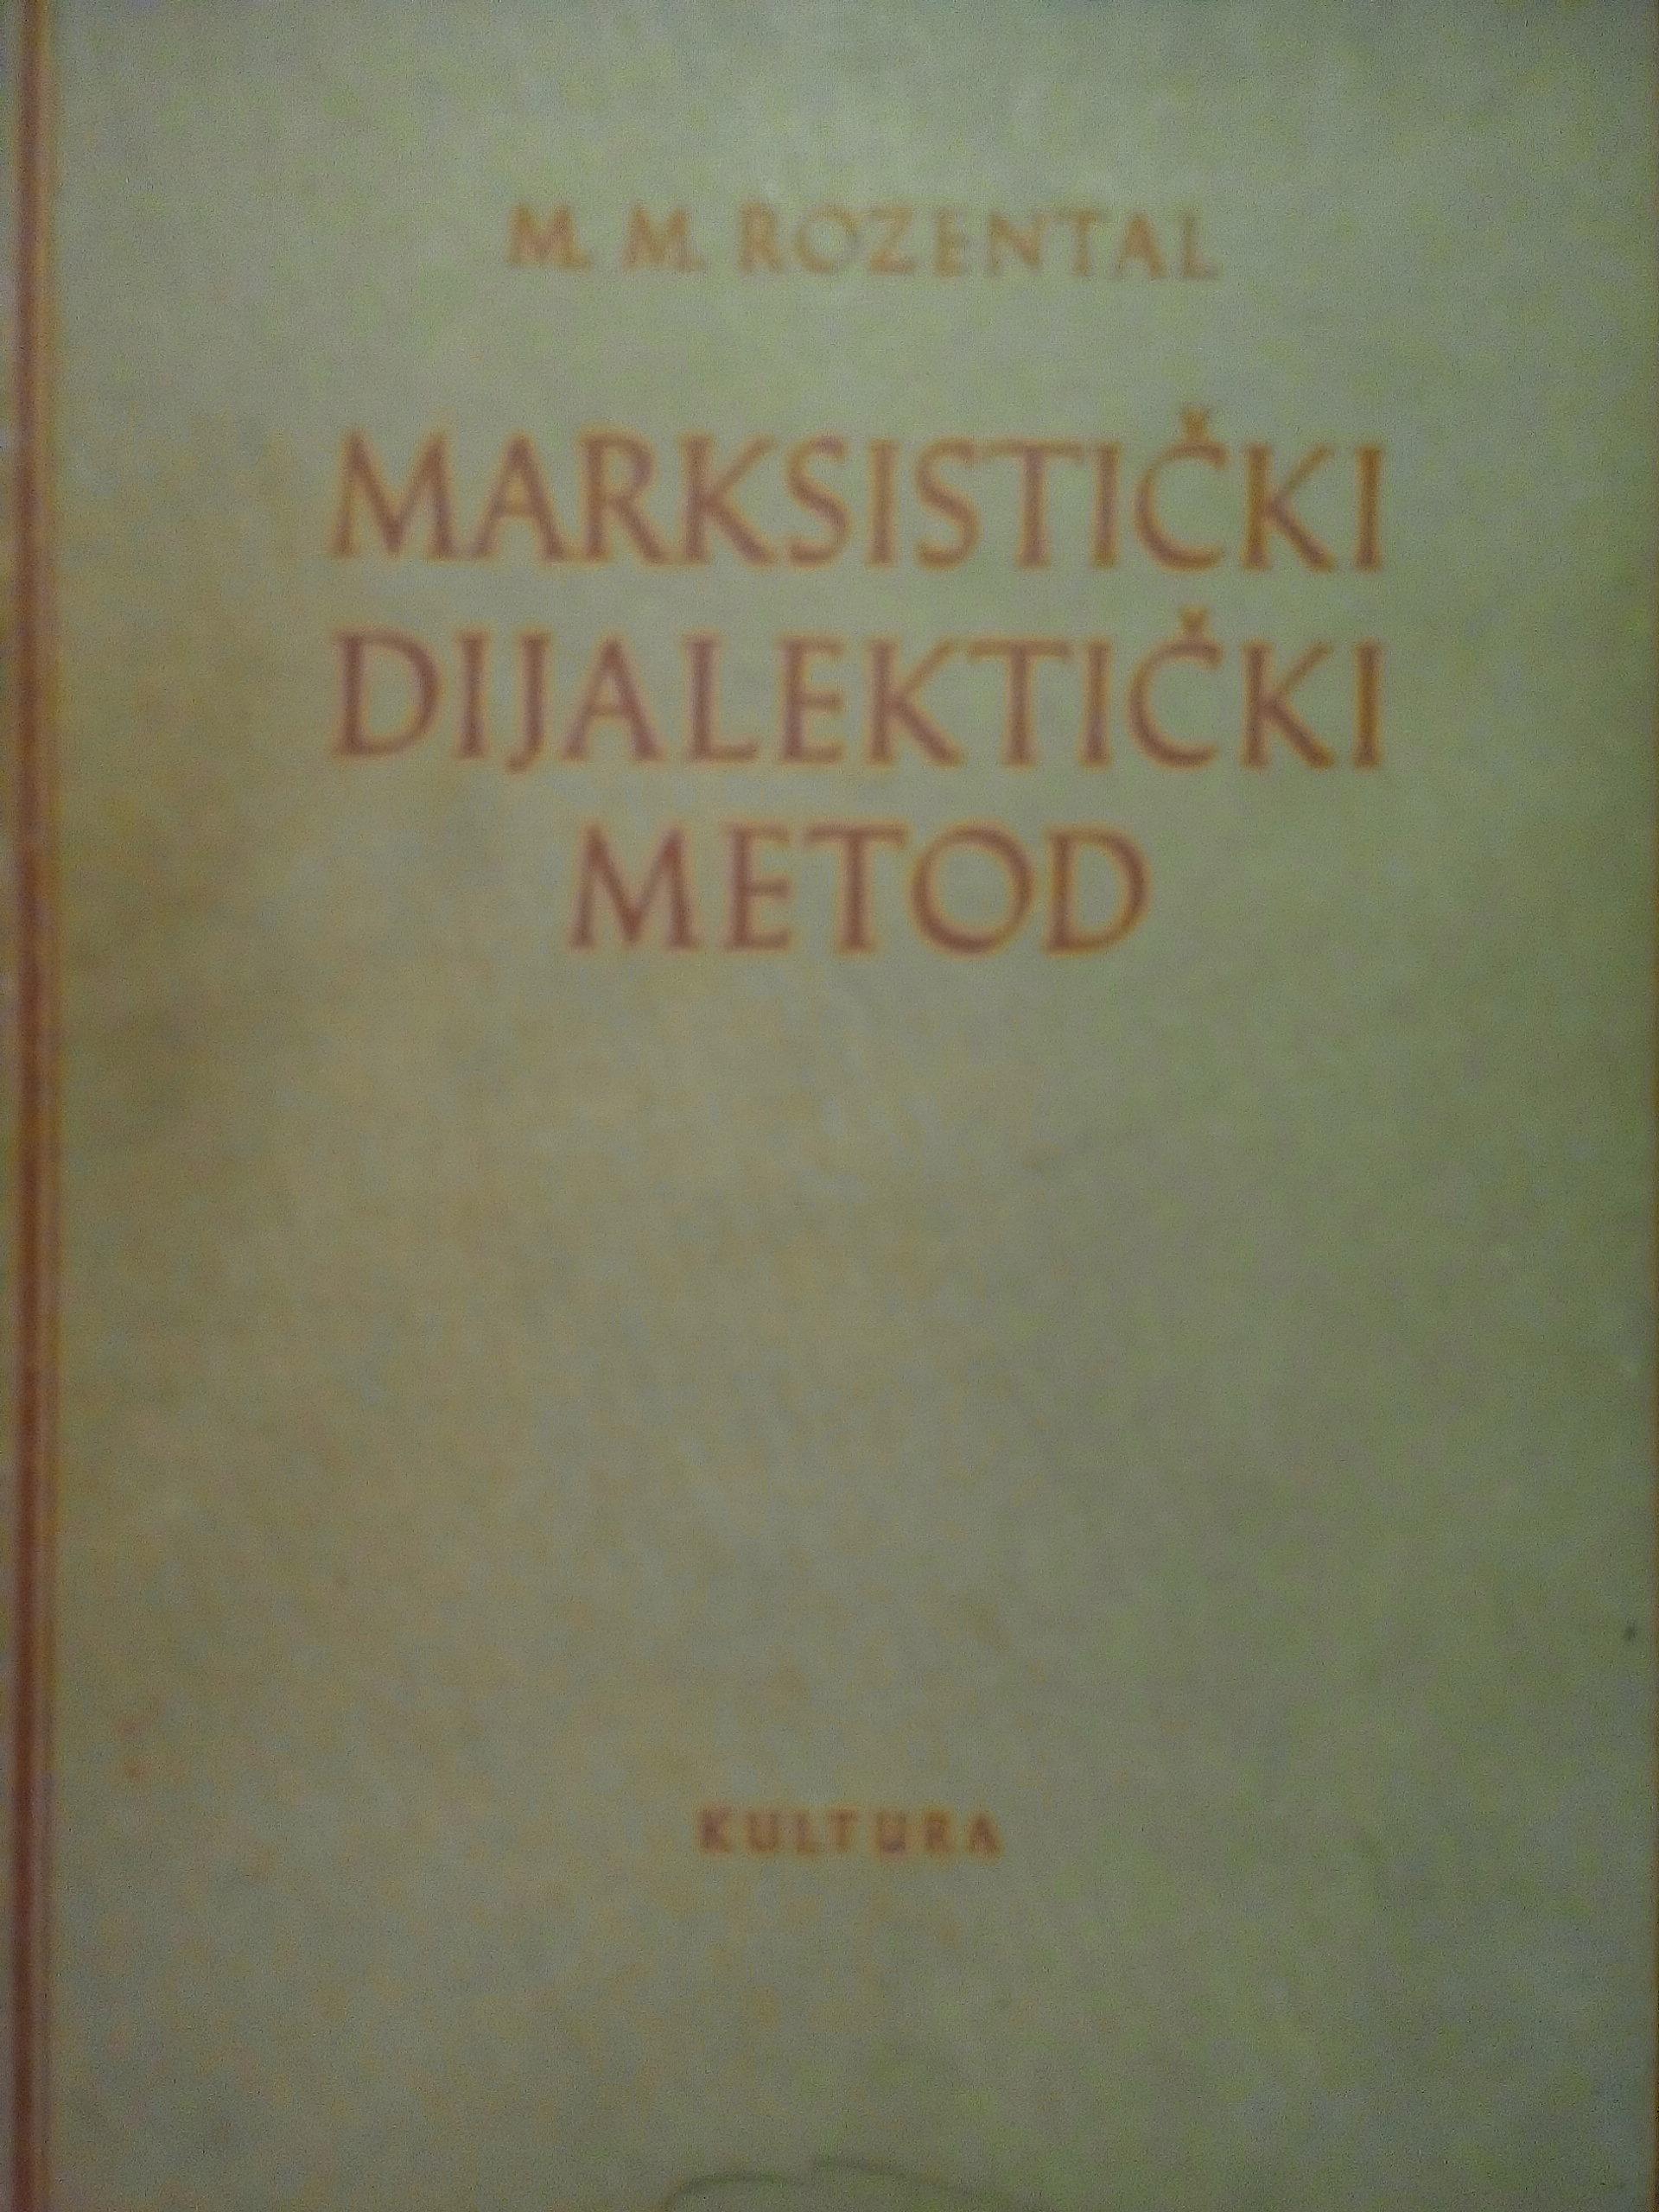 M. M. ROZENTAL
MARKSISTIČKI
DIJALEKTIČKI
METOD
KULTURA